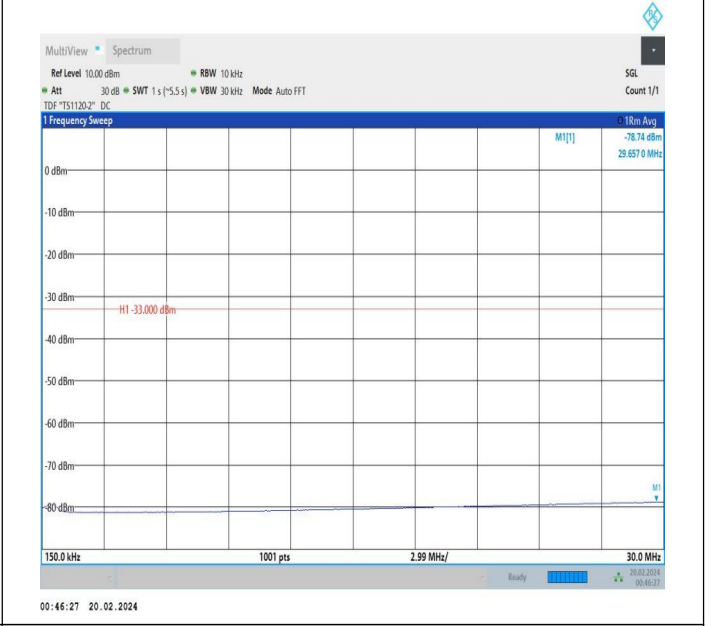 MultiView Spectrum
Ref Level 10.00 dBm RBW 10 kHz SGL
Att 30 dB SWT 1 s (~5.5 s) VBW 30 kHz Mode Auto FFT Count 1/1
TDF "TS1120-2" DC
1 Frequency Sweep 1Rm Avg
M1[1] -78.74 dBm
29.657 0 MHz
0 dBm
-10 dBm
-20 dBm
-30 dBm
H1 -33.000 dBm
-40 dBm
-50 dBm
-60 dBm
-70 dBm
M1
-80 dBm
150.0 kHz 1001 pts 2.99 MHz/ 30.0 MHz
Ready 20.02.2024
00:46:27
00:46:27 20.02.2024